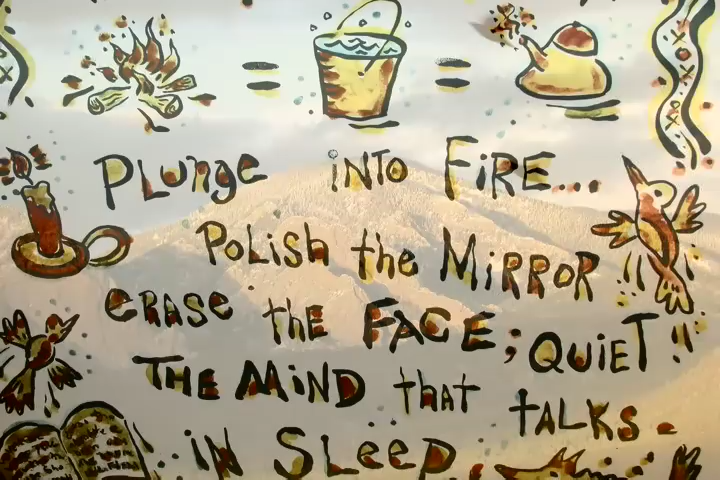 = =
PLUNGE INTO FIRE...
POLISH the MIRROR
ERASE the FACE; QUIET
THE MIND that TALKS
IN SLEEP